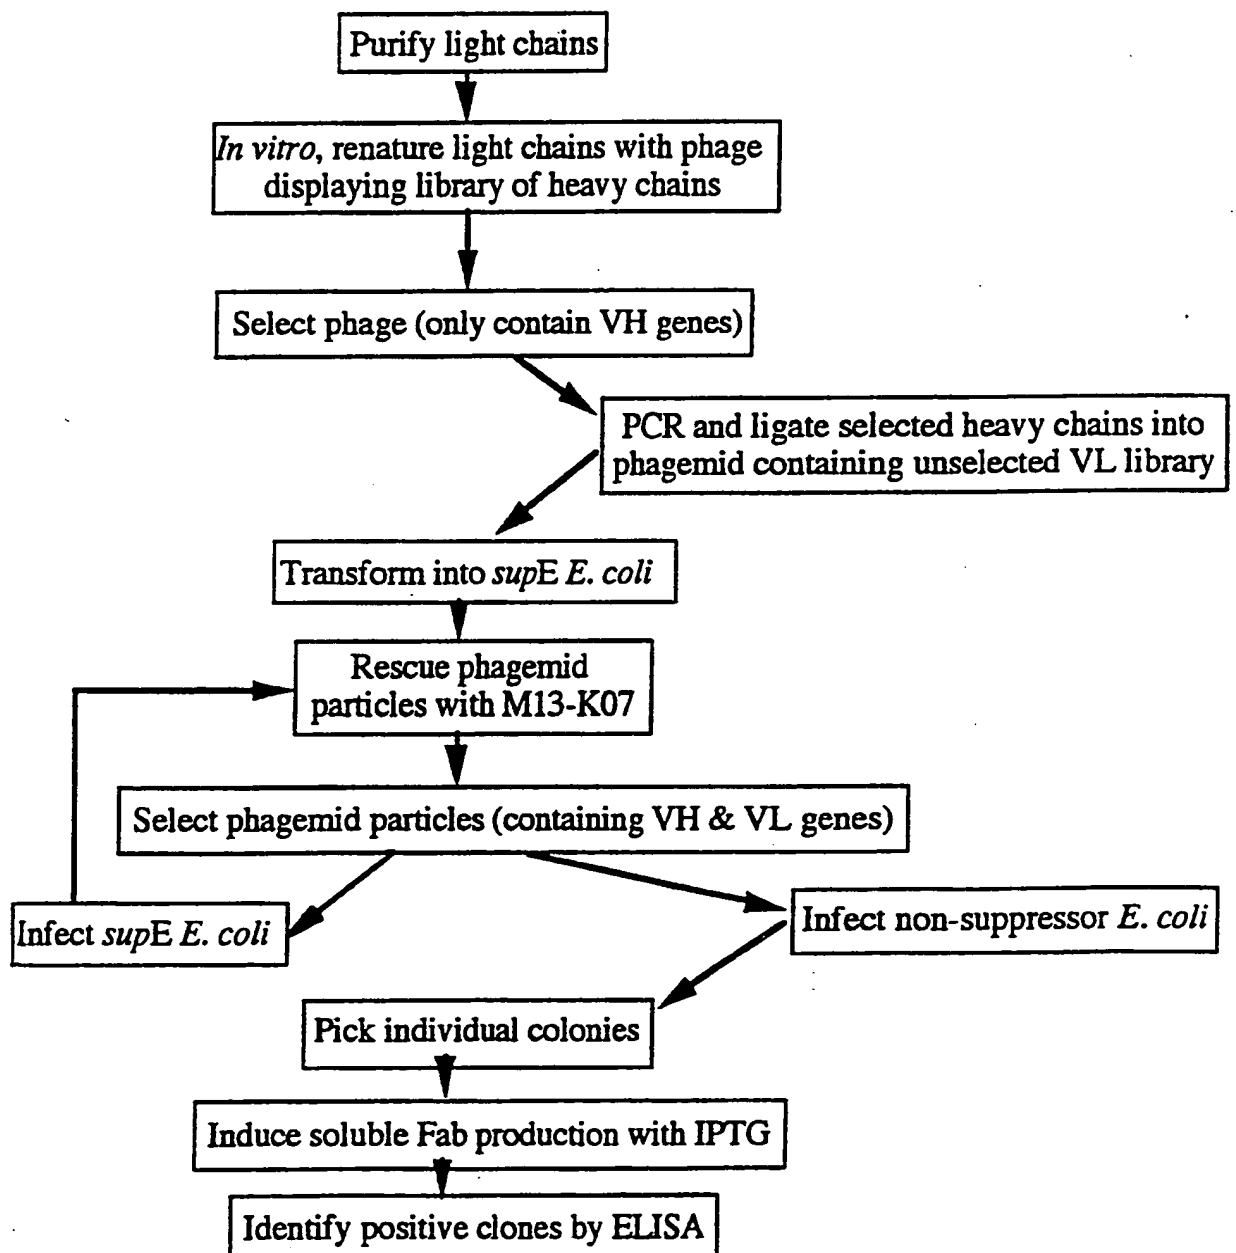 Purify light chains
In vitro, renature light chains with phage
displaying library of heavy chains
Select phage (only contain VH genes)
PCR and ligate selected heavy chains into
phagemid containing unselected VL library
Transform into supE E. coli
Rescue phagemid
particles with M13-K07
Select phagemid particles (containing VH & VL genes)
Infect supE E. coli
Infect non-suppressor E. coli
Pick individual colonies
Induce soluble Fab production with IPTG
Identify positive clones by ELISA